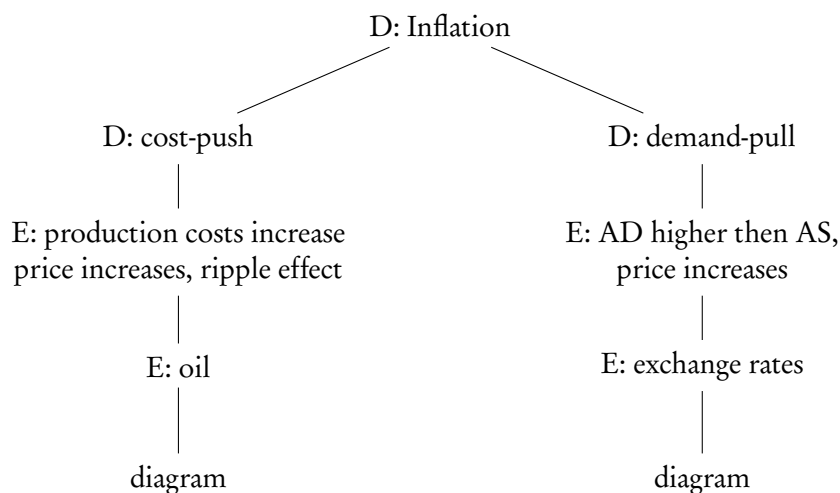 D: Inflation
D: cost-push
D: demand-pull
E: production costs increase
price increases, ripple effect
E: AD higher then AS,
price increases
E: oil
E: exchange rates
diagram
diagram